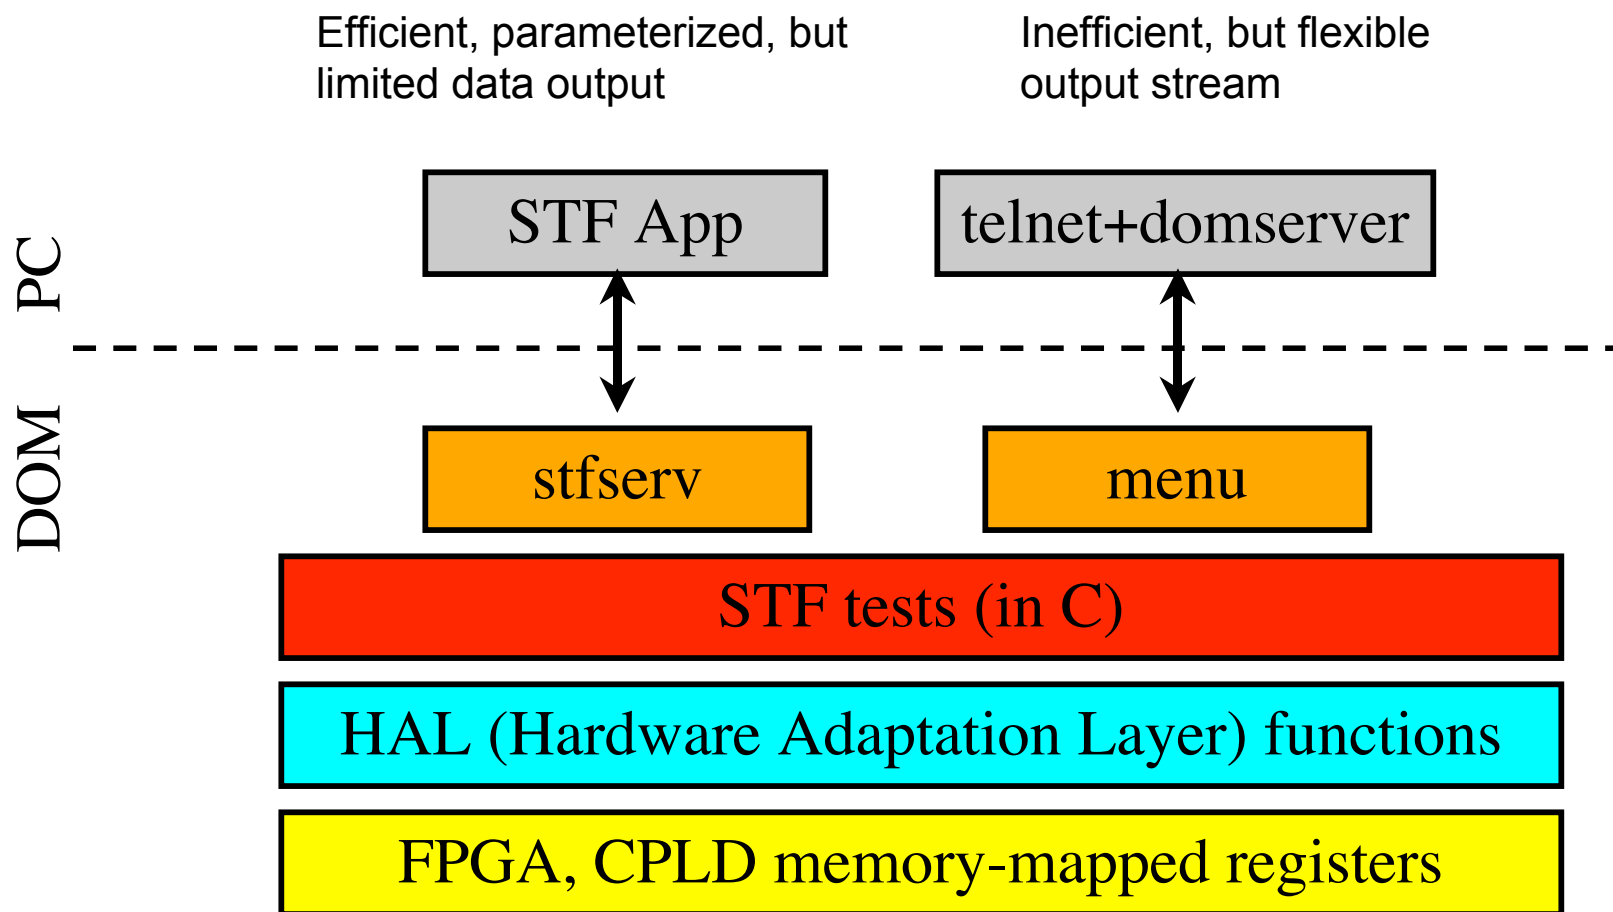 Efficient, parameterized, but
limited data output
Inefficient, but flexible
output stream
PC
STF App
telnet+domserver
DOM
stfserv
menu
STF tests (in C)
HAL (Hardware Adaptation Layer) functions
FPGA, CPLD memory-mapped registers